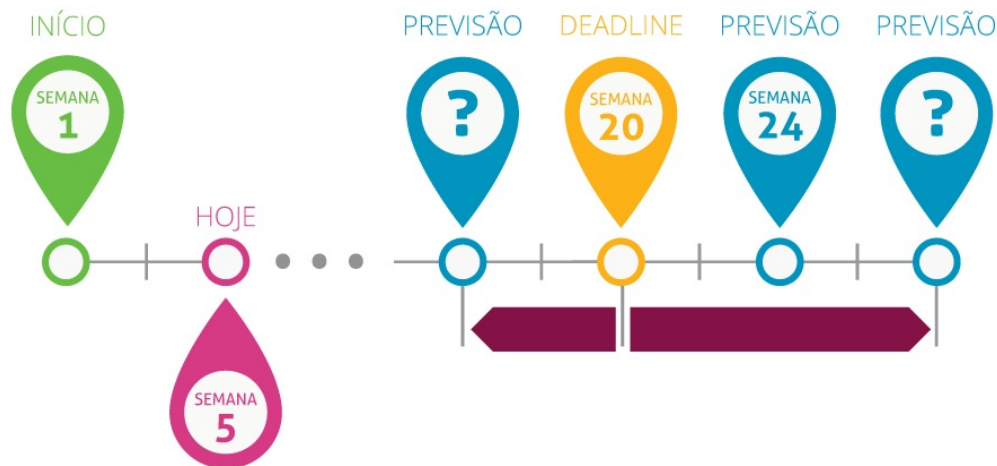 INÍCIO
PREVISÃO
DEADLINE
PREVISÃO
PREVISÃO
SEMANA
1
?
SEMANA
20
SEMANA
24
?
HOJE
SEMANA
5